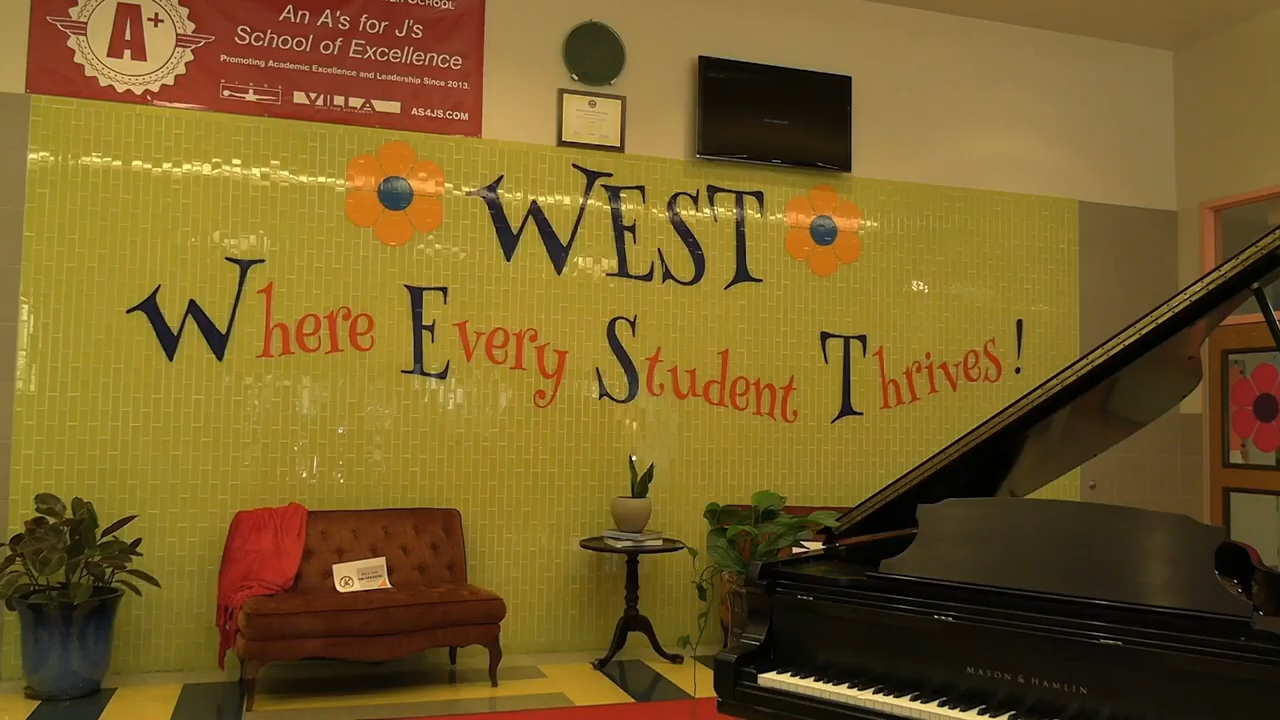 SCHOOL
An A's for J's
School of Excellence
Promoting Academic Excellence and Leadership Since 2013.
A+
VILLA
AS4JS.COM
WEST
Where Every Student Thrives!
MASON & HAMLIN